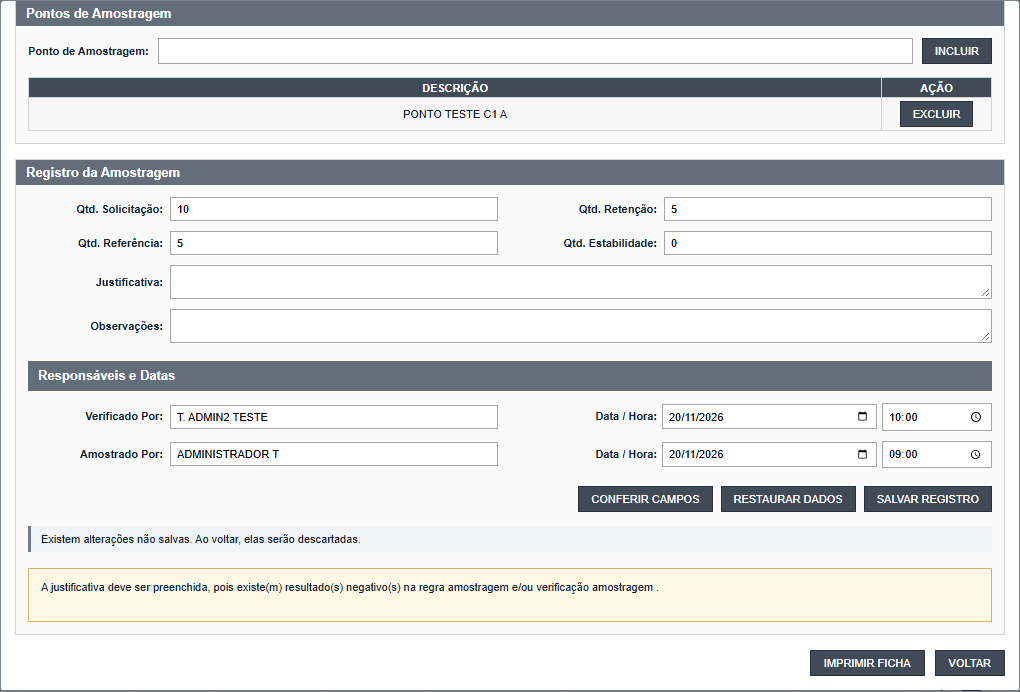 Pontos de Amostragem
Ponto de Amostragem: INCLUIR
DESCRIÇÃO AÇÃO
PONTO TESTE C1 A EXCLUIR
Registro da Amostragem
Qtd. Solicitação: 10 Qtd. Retenção: 5
Qtd. Referência: 5 Qtd. Estabilidade: 0
Justificativa:
Observações:
Responsáveis e Datas
Verificado Por: T. ADMIN2 TESTE Data / Hora: 20/11/2026 10:00
Amostrado Por: ADMINISTRADOR T Data / Hora: 20/11/2026 09:00
CONFERIR CAMPOS RESTAURAR DADOS SALVAR REGISTRO
Existem alterações não salvas. Ao voltar, elas serão descartadas.
A justificativa deve ser preenchida, pois existe(m) resultado(s) negativo(s) na regra amostragem e/ou verificação amostragem .
IMPRIMIR FICHA VOLTAR